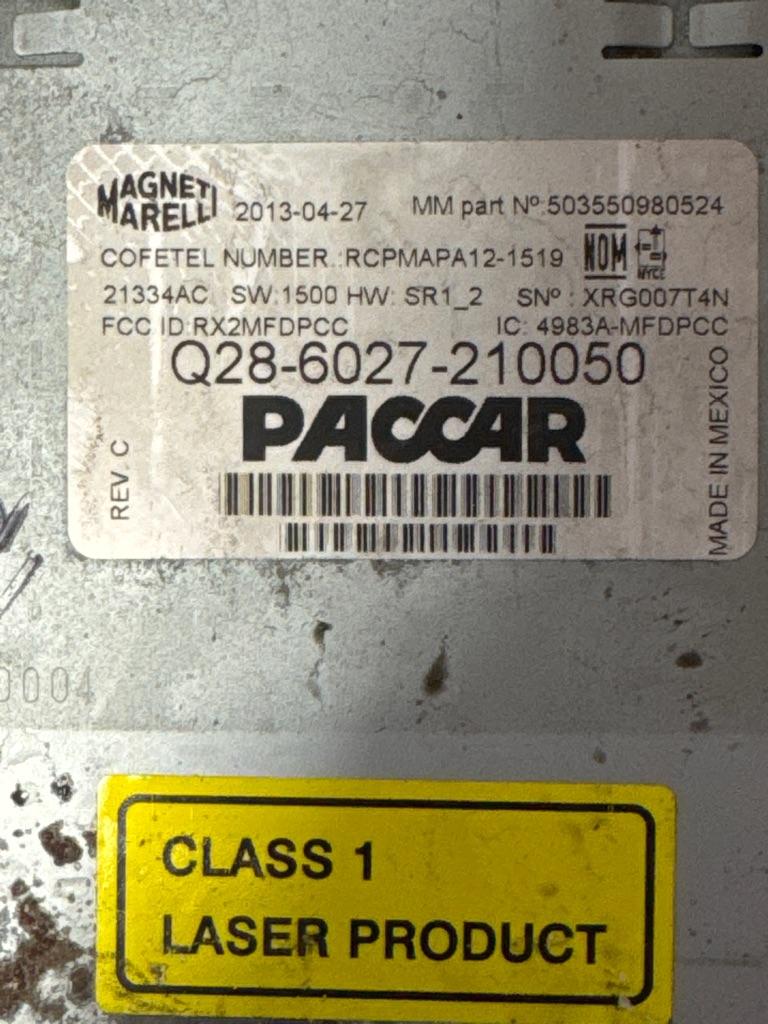 MAGNETI MARELLI 2013-04-27 MM part Nº 503550980524
COFETEL NUMBER.:RCPMAPA12-1519 NOM NYCE
21334AC SW:1500 HW: SR1_2 SNº : XRG007T4N
FCC ID:RX2MFDPCC IC: 4983A-MFDPCC
Q28-6027-210050
PACCAR
REV. C
MADE IN MEXICO
CLASS 1
LASER PRODUCT